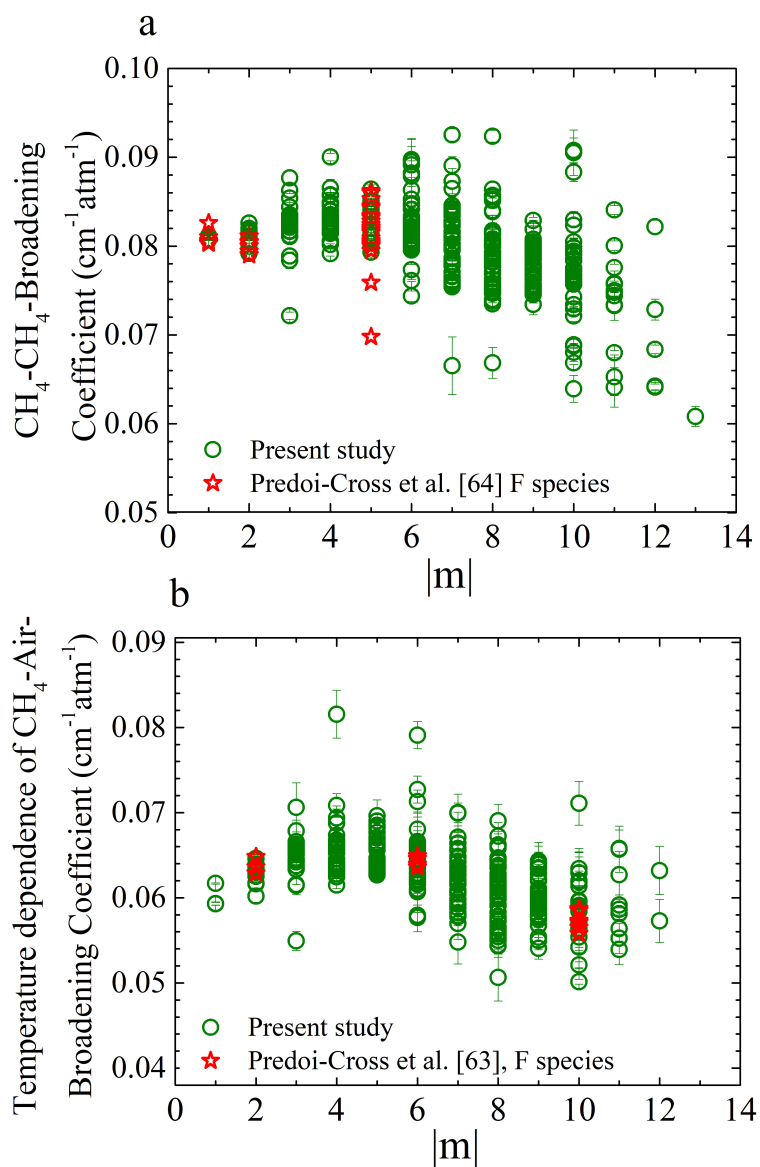 a
0.10
0.09
0.08
0.07
0.06
0.05
CH₄-CH₄-Broadening
Coefficient (cm⁻¹atm⁻¹)
Present study
Predoi-Cross et al. [64] F species
0 2 4 6 8 10 12 14
|m|
b
0.09
0.08
0.07
0.06
0.05
0.04
Temperature dependence of CH₄-Air-
Broadening Coefficient (cm⁻¹atm⁻¹)
Present study
Predoi-Cross et al. [63], F species
0 2 4 6 8 10 12 14
|m|